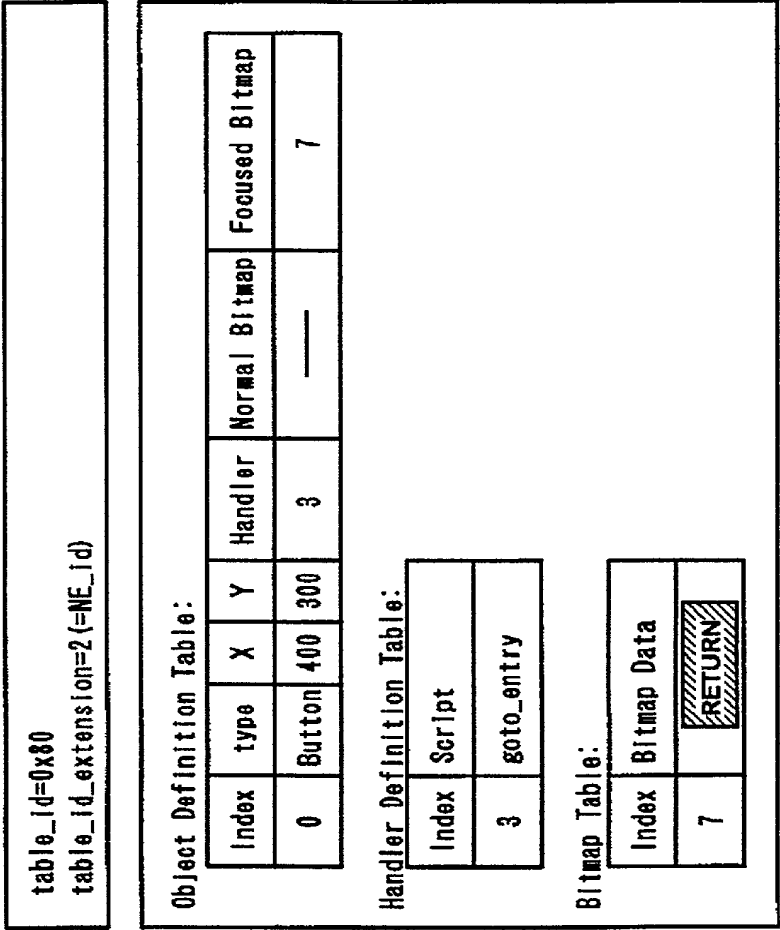 table_id=0x80
table_id_extension=2(=NE_id)
Object Definition Table:
Index type X Y Handler Normal Bitmap Focused Bitmap
0 Button 400 300 3 — 7
Handler Definition Table:
Index Script
3 goto_entry
Bitmap Table:
Index Bitmap Data
7 RETURN